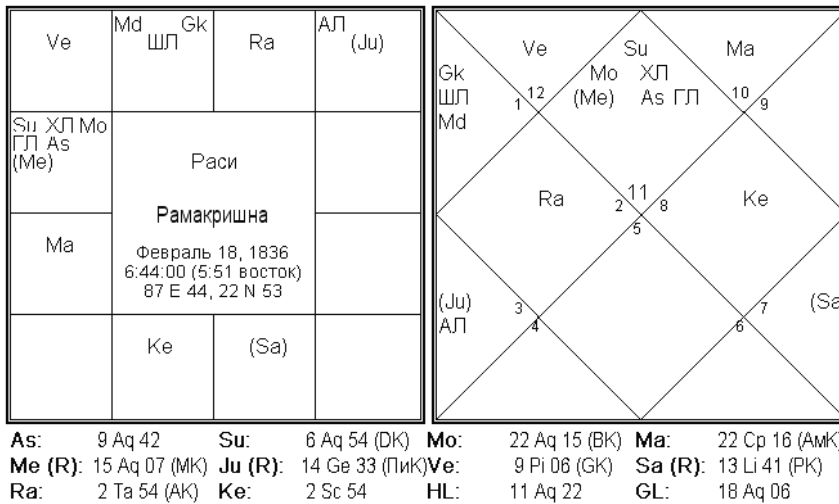 Ve
Md Gk
ШЛ
Ra
АЛ
(Ju)
Su ХЛ Mo
ГЛ As
(Me)
Раси
Рамакришна
Февраль 18, 1836
6:44:00 (5:51 восток)
87 E 44, 22 N 53
Ma
Ke
(Sa)
Ve
Su
Ma
Gk
ШЛ
Md
Mo ХЛ
(Me) As ГЛ
12
1
10
9
Ra
11
2 8
5
Ke
(Ju)
АЛ
3
4
7
6
(Sa
As: 9 Aq 42 Su: 6 Aq 54 (DK) Mo: 22 Aq 15 (BK) Ma: 22 Cp 16 (АмК)
Me (R): 15 Aq 07 (MK) Ju (R): 14 Ge 33 (ПиК) Ve: 9 Pi 06 (GK) Sa (R): 13 Li 41 (PK)
Ra: 2 Ta 54 (AK) Ke: 2 Sc 54 HL: 11 Aq 22 GL: 18 Aq 06